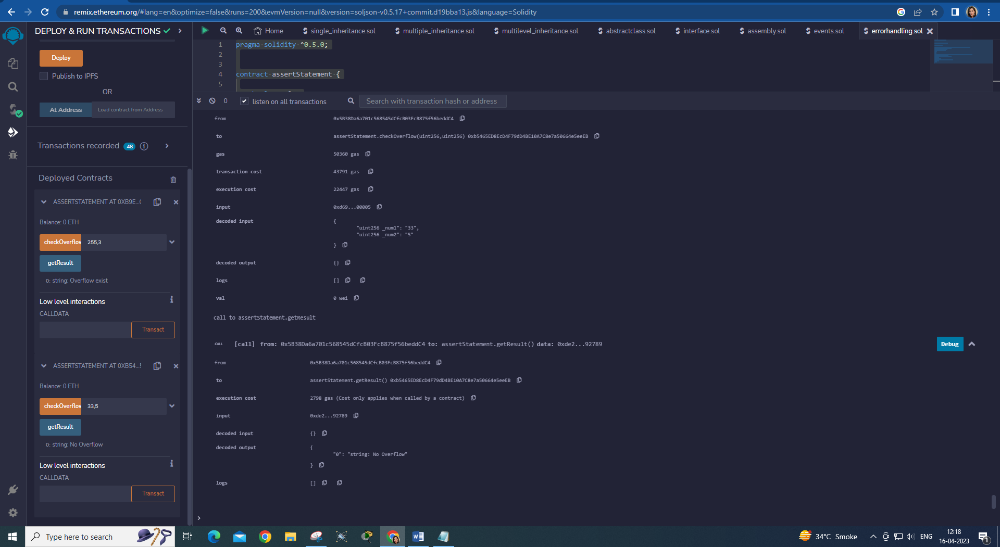 remix.ethereum.org/#lang=en&optimize=false&runs=200&evmVersion=null&version=soljson-v0.5.17+commit.d19bba13.js&language=Solidity
DEPLOY & RUN TRANSACTIONS
Deploy
Publish to IPFS
OR
At Address
Load contract from Address
Transactions recorded 48 i
Deployed Contracts
ASSERTSTATEMENT AT 0XB9E...
Balance: 0 ETH
checkOverflow 255,3
getResult
0: string: Overflow exist
Low level interactions i
CALLDATA
Transact
ASSERTSTATEMENT AT 0XB54...
Balance: 0 ETH
checkOverflow 33,5
getResult
0: string: No Overflow
Low level interactions i
CALLDATA
Transact
Home single_inheritance.sol multiple_inheritance.sol multilevel_inheritance.sol abstractclass.sol interface.sol assembly.sol events.sol errorhandling.sol
1 pragma solidity ^0.5.0;
2
3
4 contract assertStatement {
5
0 listen on all transactions Search with transaction hash or address
from 0x5B38Da6a701c568545dCfcB03FcB875f56beddC4
to assertStatement.checkOverflow(uint256,uint256) 0xb5465ED8EcD4F79dD4BE10A7C8e7a50664e5eeEB
gas 50360 gas
transaction cost 43791 gas
execution cost 22447 gas
input 0xd69...00005
decoded input {
"uint256 _num1": "33",
"uint256 _num2": "5"
}
decoded output {}
logs []
val 0 wei
call to assertStatement.getResult
CALL [call] from: 0x5B38Da6a701c568545dCfcB03FcB875f56beddC4 to: assertStatement.getResult() data: 0xde2...92789 Debug
from 0x5B38Da6a701c568545dCfcB03FcB875f56beddC4
to assertStatement.getResult() 0xb5465ED8EcD4F79dD4BE10A7C8e7a50664e5eeEB
execution cost 2798 gas (Cost only applies when called by a contract)
input 0xde2...92789
decoded input {}
decoded output {
"0": "string: No Overflow"
}
logs []
>
Type here to search
34°C Smoke
ENG
12:18
16-04-2023
1